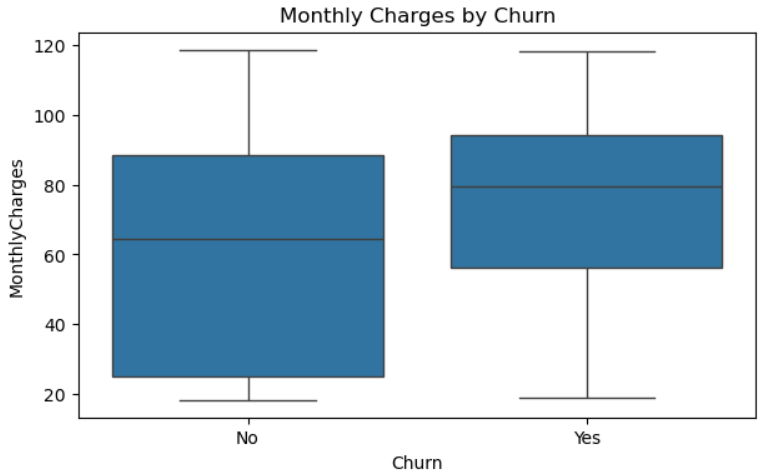 Monthly Charges by Churn
120
100
80
60
40
20
MonthlyCharges
No
Yes
Churn